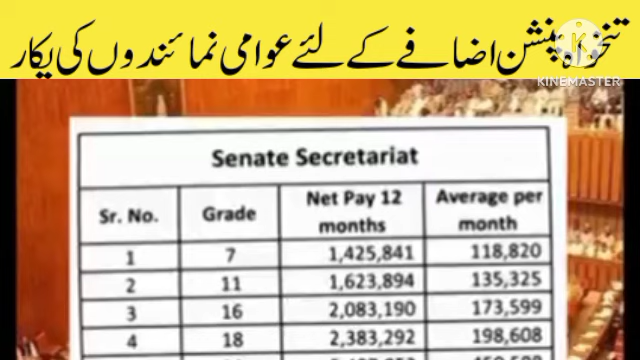 تنخواہ پنشن اضافے کے لئے عوامی نمائندوں کی پکار
KINEMASTER
Senate Secretariat
Sr. No. Grade Net Pay 12 months Average per month
1 7 1,425,841 118,820
2 11 1,623,894 135,325
3 16 2,083,190 173,599
4 18 2,383,292 198,608